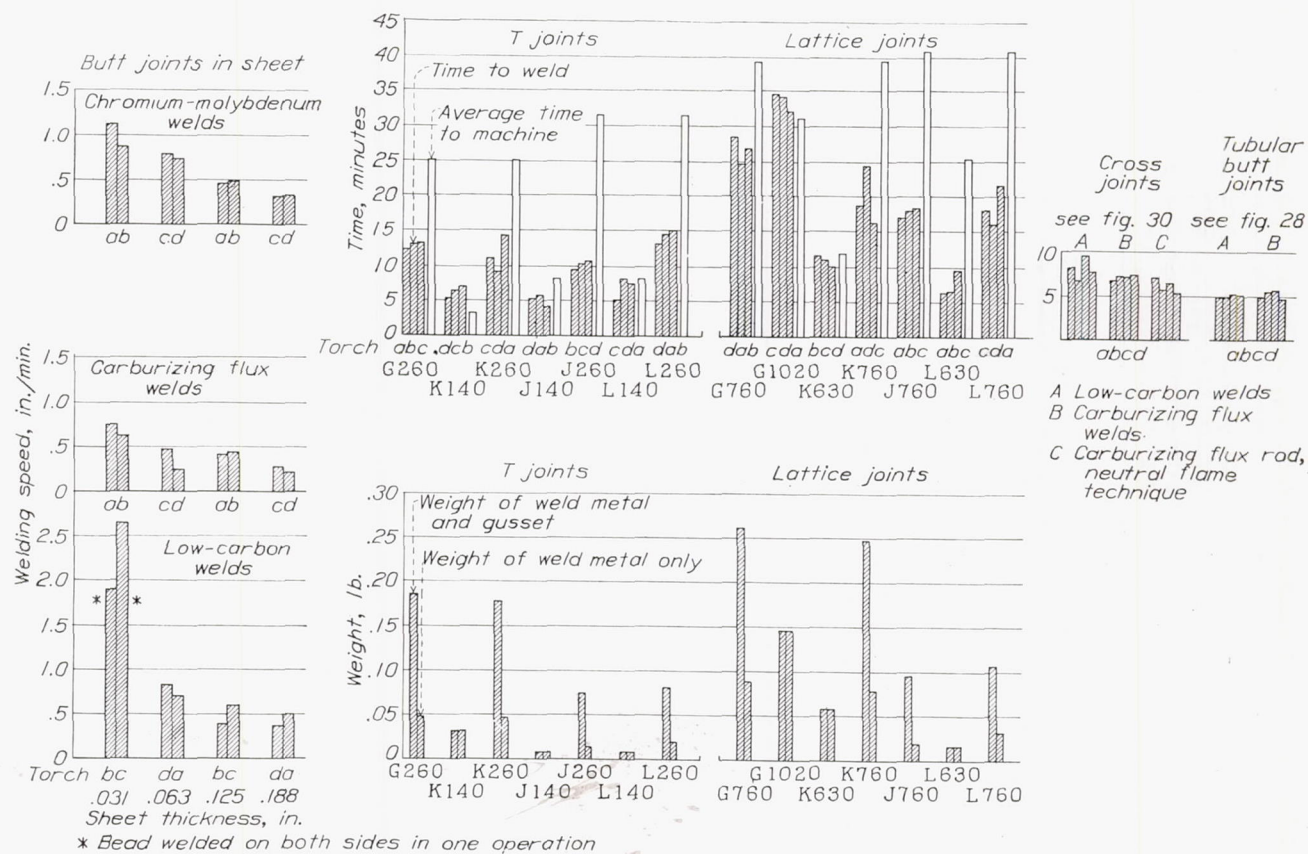 Butt joints in sheet
1.5
Chromium-molybdenum
welds
1.0
.5
0
ab cd ab cd
1.5
Carburizing flux
welds
1.0
.5
0
ab cd ab cd
2.5
Low-carbon
welds
2.0
* *
1.5
1.0
.5
0
Welding speed, in./min.
Torch bc da bc da
.031 .063 .125 .188
Sheet thickness, in.
* Bead welded on both sides in one operation
45
T joints Lattice joints
40
Time to weld
35
Average time
to machine
30
25
20
15
10
5
0
Time, minutes
Torch abc dcb cda dab bcd cda dab dab cda bcd adc abc abc cda
G260 K260 J260 L260 G1020 K760 L630
K140 J140 L140 G760 K630 J760 L760
T joints Lattice joints
.30
Weight of weld metal
and gusset
.25
Weight of weld metal only
.20
.15
.10
.05
0
Weight, lb.
G260 K260 J260 L260 G1020 K760 L630
K140 J140 L140 G760 K630 J760 L760
Cross
joints
Tubular
butt
joints
see fig. 30 see fig. 28
A B C A B
10
5
abcd abcd
A Low-carbon welds
B Carburizing flux
welds.
C Carburizing flux rod,
neutral flame
technique